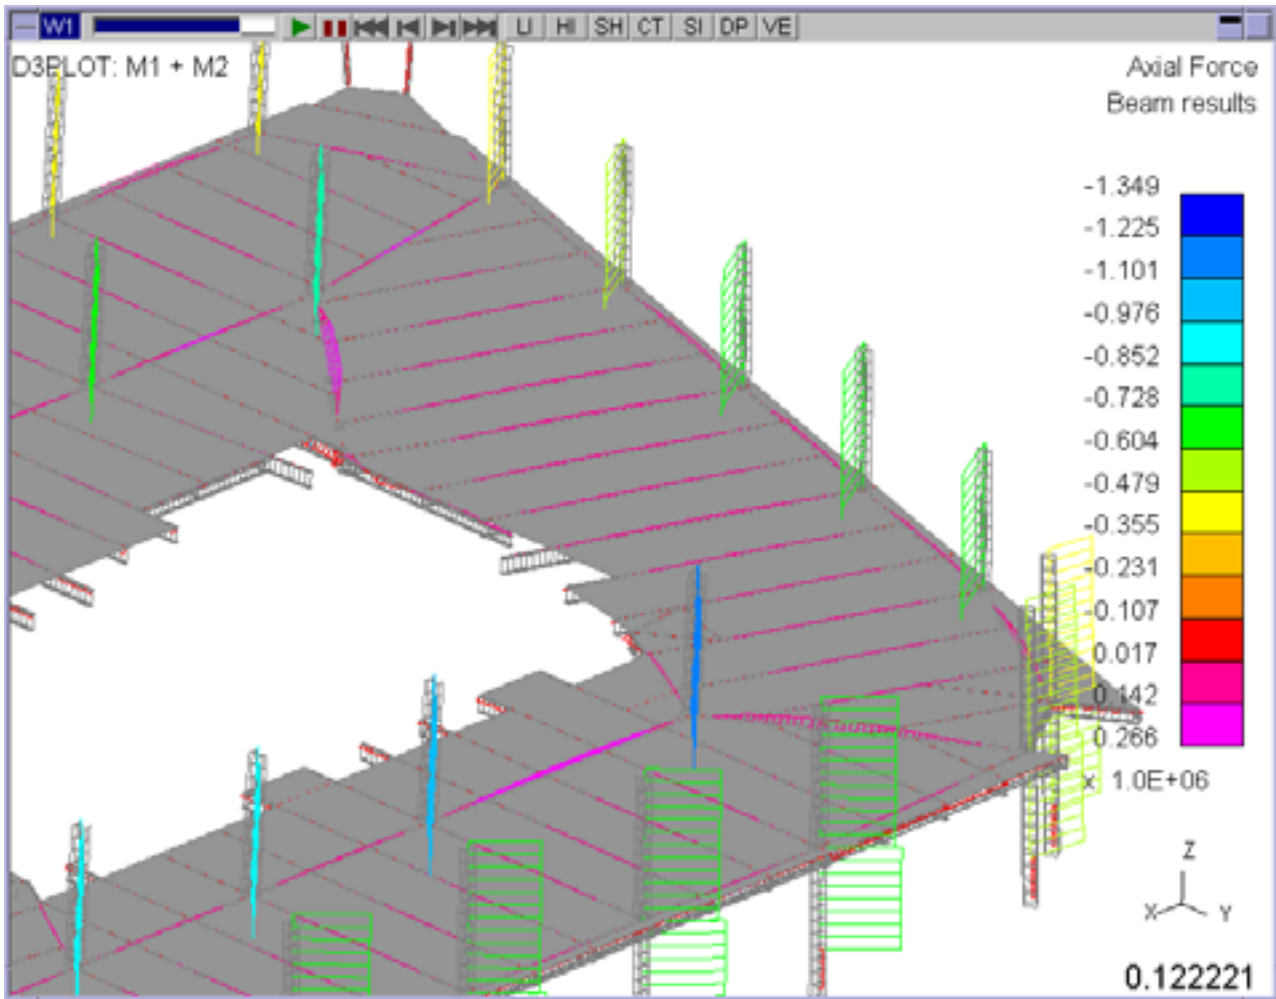 W1 LI HI SH CT SI DP VE
D3PLOT: M1 + M2
Axial Force
Beam results
-1.349
-1.225
-1.101
-0.976
-0.852
-0.728
-0.604
-0.479
-0.355
-0.231
-0.107
0.017
0.142
0.266
x 1.0E+06
Z
X Y
0.122221